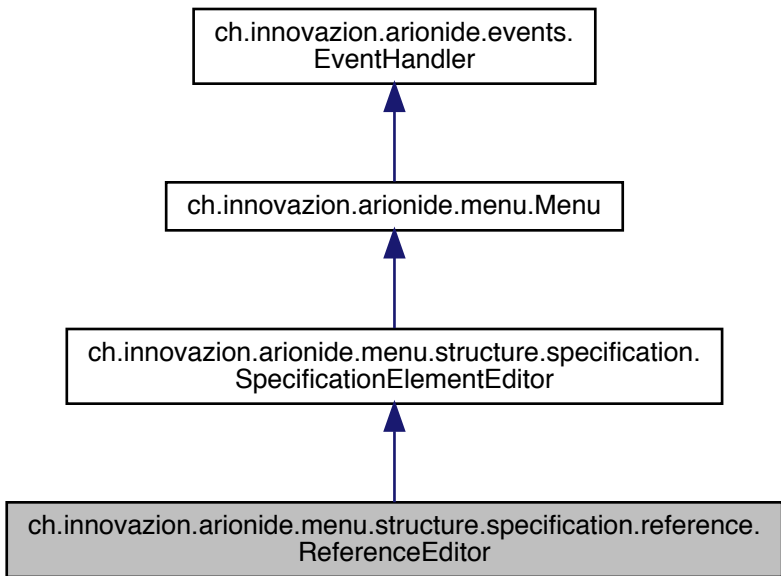 ch.innovazion.arionide.events.
EventHandler
ch.innovazion.arionide.menu.Menu
ch.innovazion.arionide.menu.structure.specification.
SpecificationElementEditor
ch.innovazion.arionide.menu.structure.specification.reference.
ReferenceEditor